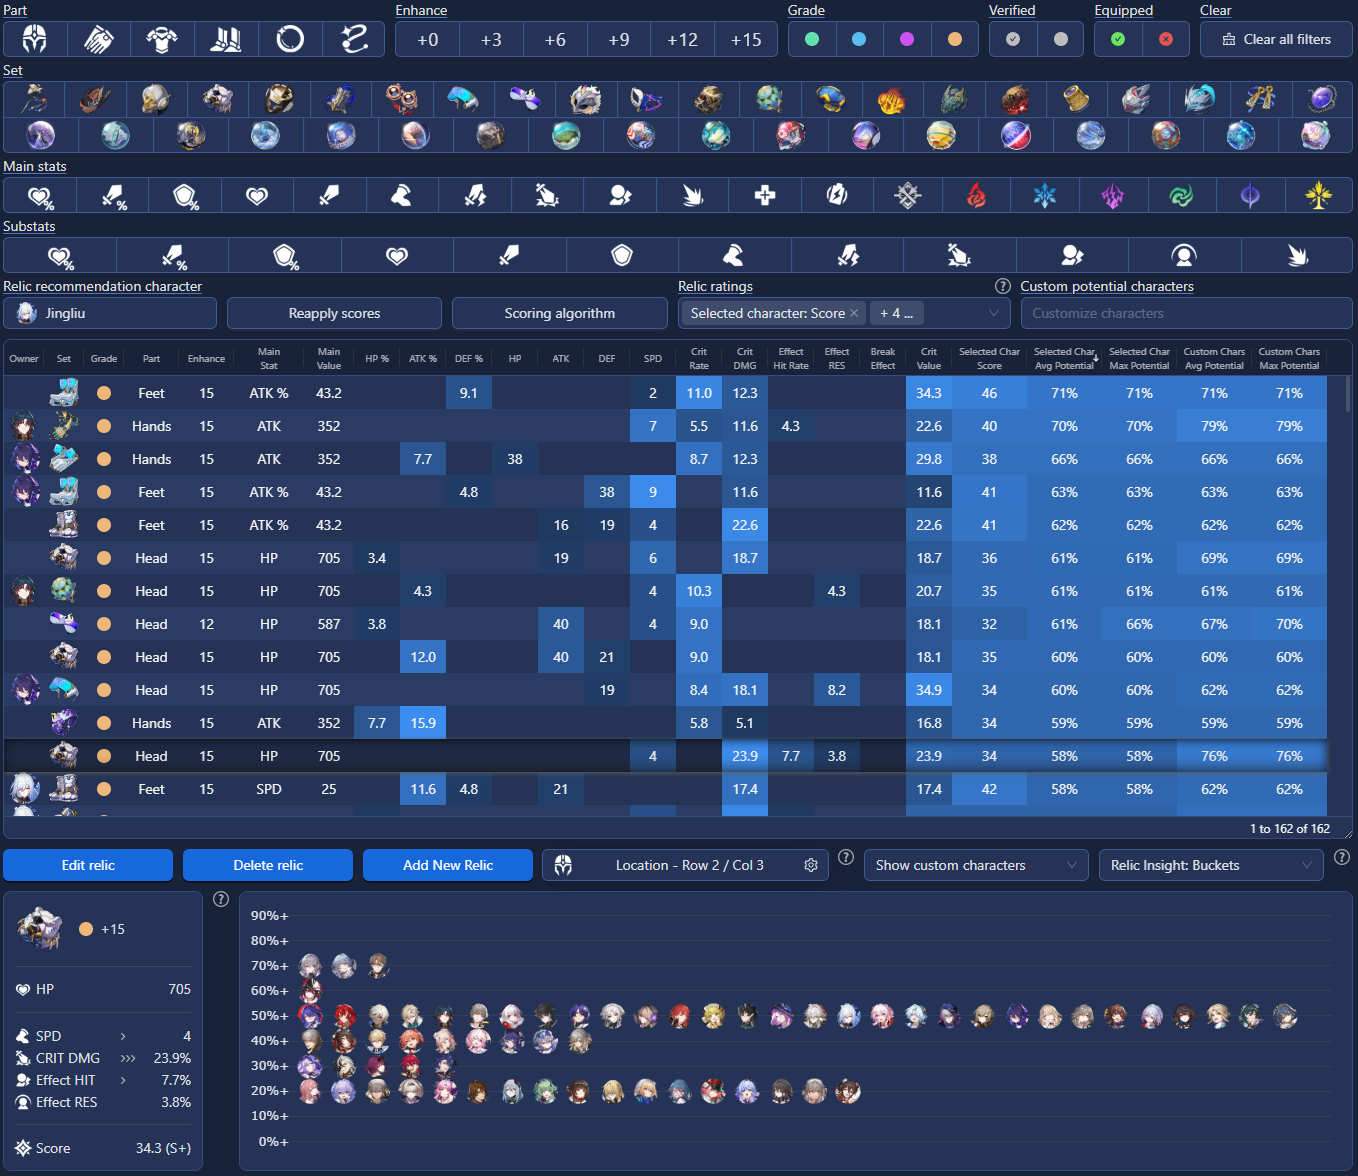 Part Enhance Grade Verified Equipped Clear
+0 +3 +6 +9 +12 +15 Clear all filters
Set
Main stats
% % %
Substats
% % %
Relic recommendation character Relic ratings Custom potential characters
Jingliu Reapply scores Scoring algorithm Selected character: Score × + 4 ... Customize characters
Owner Set Grade Part Enhance Main Stat Main Value HP % ATK % DEF % HP ATK DEF SPD Crit Rate Crit DMG Effect Hit Rate Effect RES Break Effect Crit Value Selected Char Score Selected Char Avg Potential Selected Char Max Potential Custom Chars Avg Potential Custom Chars Max Potential
Feet 15 ATK % 43.2 9.1 2 11.0 12.3 34.3 46 71% 71% 71% 71%
Hands 15 ATK 352 7 5.5 11.6 4.3 22.6 40 70% 70% 79% 79%
Hands 15 ATK 352 7.7 38 8.7 12.3 29.8 38 66% 66% 66% 66%
Feet 15 ATK % 43.2 4.8 38 9 11.6 11.6 41 63% 63% 63% 63%
Feet 15 ATK % 43.2 16 19 4 22.6 22.6 41 62% 62% 62% 62%
Head 15 HP 705 3.4 19 6 18.7 18.7 36 61% 61% 69% 69%
Head 15 HP 705 4.3 4 10.3 4.3 20.7 35 61% 61% 61% 61%
Head 12 HP 587 3.8 40 4 9.0 18.1 32 61% 66% 67% 70%
Head 15 HP 705 12.0 40 21 9.0 18.1 35 60% 60% 60% 60%
Head 15 HP 705 19 8.4 18.1 8.2 34.9 34 60% 60% 62% 62%
Hands 15 ATK 352 7.7 15.9 5.8 5.1 16.8 34 59% 59% 59% 59%
Head 15 HP 705 4 23.9 7.7 3.8 23.9 34 58% 58% 76% 76%
Feet 15 SPD 25 11.6 4.8 21 17.4 17.4 42 58% 58% 62% 62%
1 to 162 of 162
Edit relic Delete relic Add New Relic Location - Row 2 / Col 3 Show custom characters Relic Insight: Buckets
+15
HP 705
SPD > 4
CRIT DMG >>> 23.9%
Effect HIT > 7.7%
Effect RES 3.8%
Score 34.3 (S+)
90%+
80%+
70%+
60%+
50%+
40%+
30%+
20%+
10%+
0%+